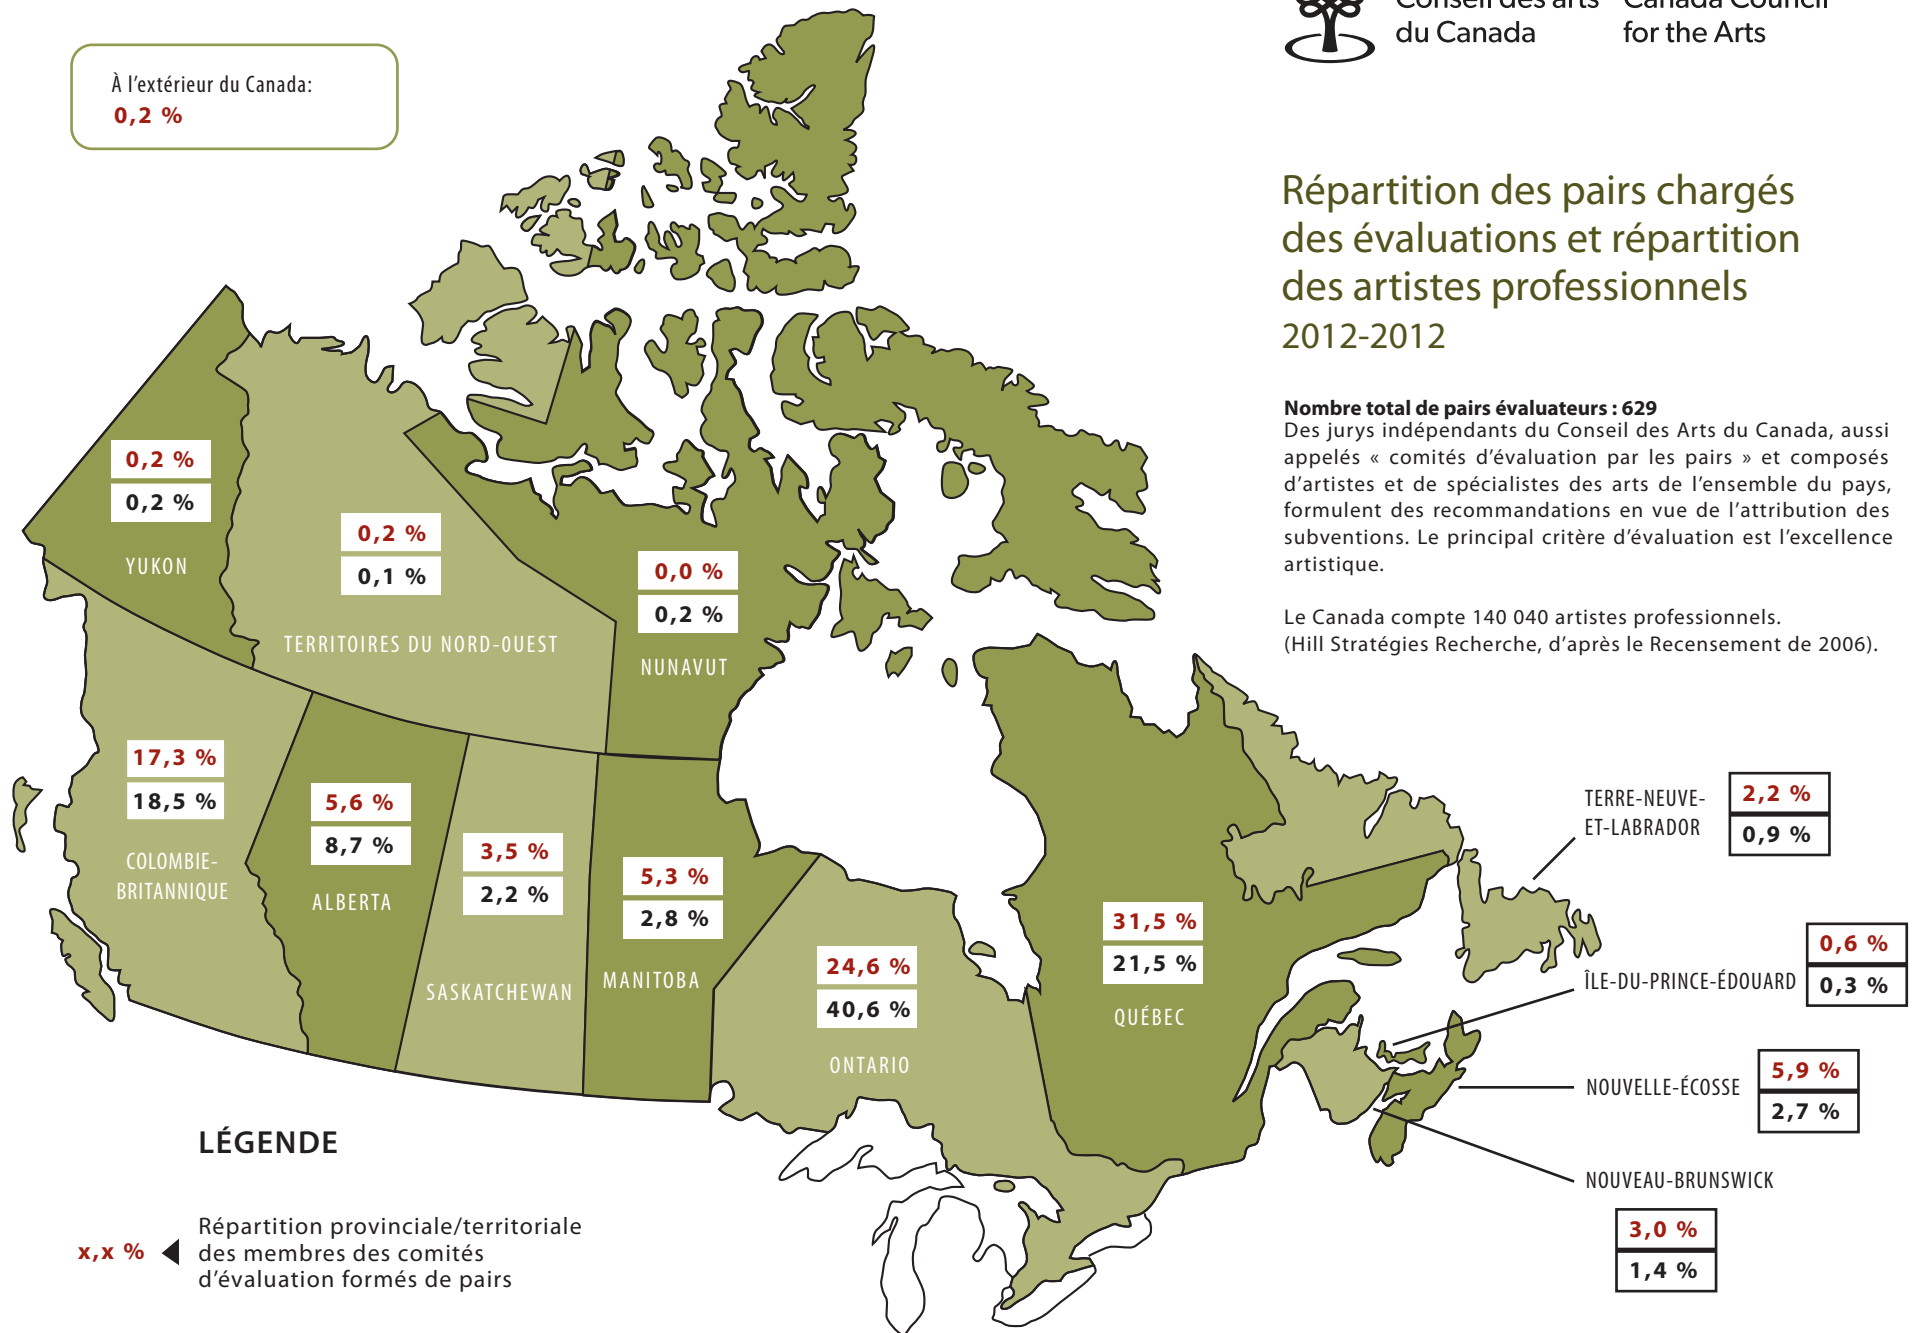 Conseil des arts
du Canada
Canada Council
for the Arts
À l'extérieur du Canada:
0,2 %
Répartition des pairs chargés
des évaluations et répartition
des artistes professionnels
2012-2012
Nombre total de pairs évaluateurs : 629
Des jurys indépendants du Conseil des Arts du Canada, aussi
appelés « comités d'évaluation par les pairs » et composés
d'artistes et de spécialistes des arts de l'ensemble du pays,
formulent des recommandations en vue de l'attribution des
subventions. Le principal critère d'évaluation est l'excellence
artistique.
Le Canada compte 140 040 artistes professionnels.
(Hill Stratégies Recherche, d'après le Recensement de 2006).
0,2 %
0,2 %
YUKON
0,2 %
0,1 %
TERRITOIRES DU NORD-OUEST
0,0 %
0,2 %
NUNAVUT
17,3 %
18,5 %
COLOMBIE-
BRITANNIQUE
5,6 %
8,7 %
ALBERTA
3,5 %
2,2 %
SASKATCHEWAN
5,3 %
2,8 %
MANITOBA
24,6 %
40,6 %
ONTARIO
31,5 %
21,5 %
QUÉBEC
TERRE-NEUVE-
ET-LABRADOR
2,2 %
0,9 %
ÎLE-DU-PRINCE-ÉDOUARD
0,6 %
0,3 %
NOUVELLE-ÉCOSSE
5,9 %
2,7 %
NOUVEAU-BRUNSWICK
3,0 %
1,4 %
LÉGENDE
x,x %
Répartition provinciale/territoriale
des membres des comités
d'évaluation formés de pairs